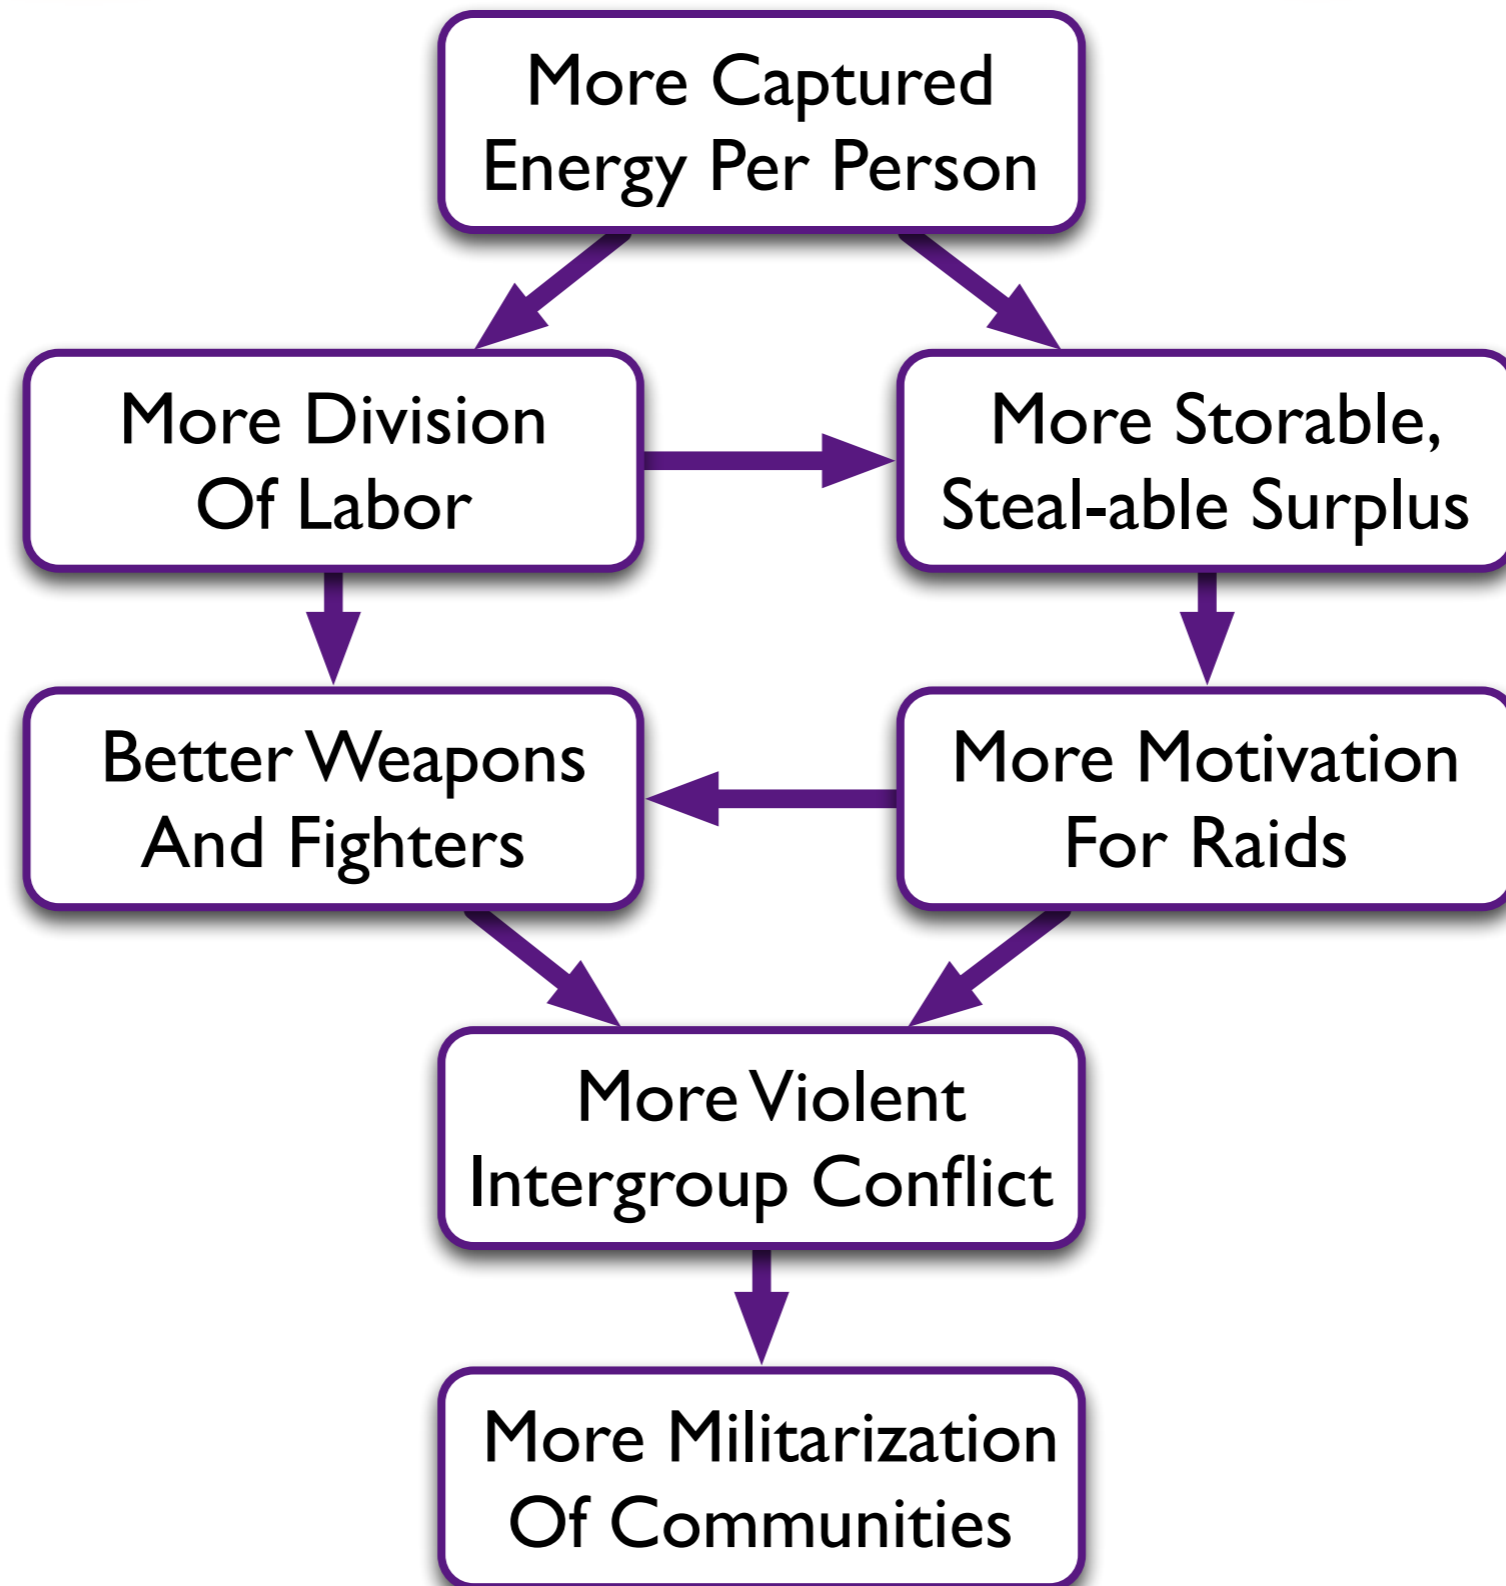 More Captured
Energy Per Person
More Division
Of Labor
More Storable,
Steal-able Surplus
Better Weapons
And Fighters
More Motivation
For Raids
More Violent
Intergroup Conflict
More Militarization
Of Communities